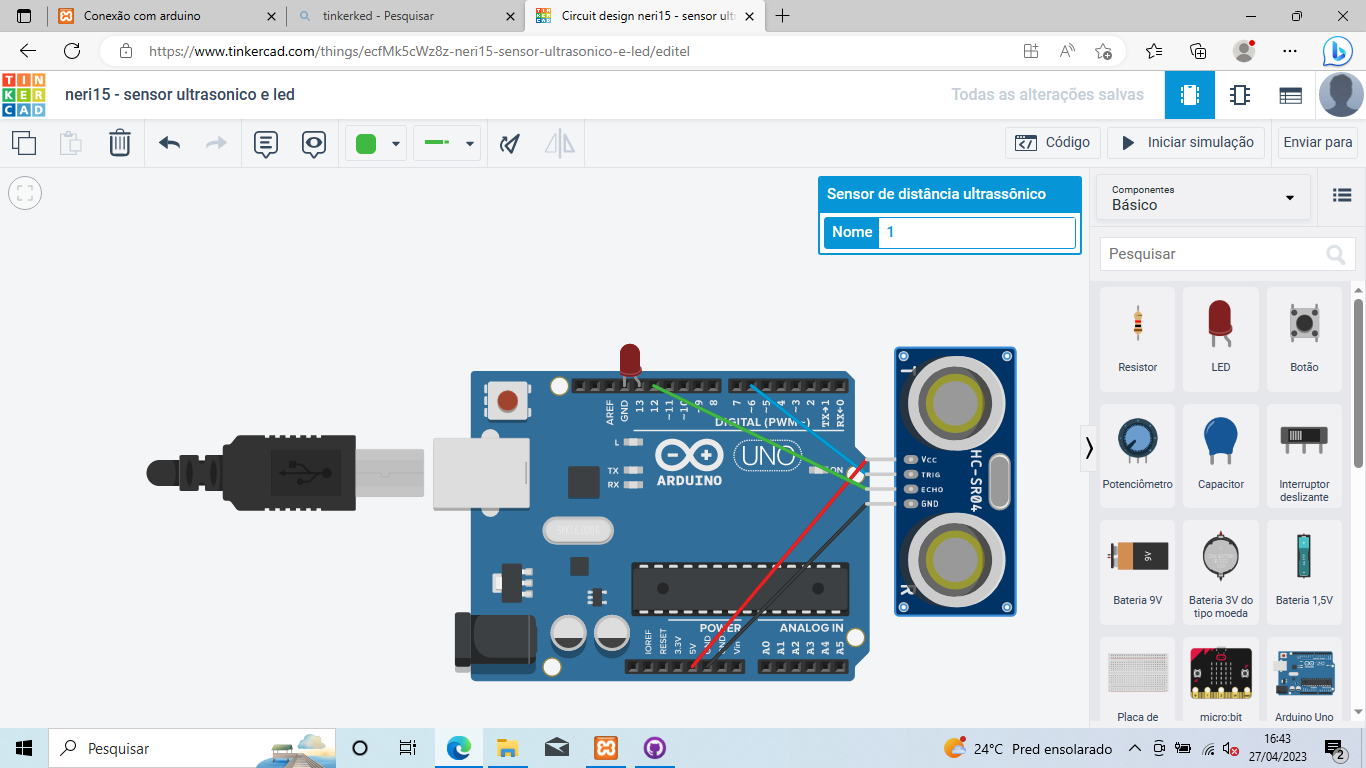 Conexão com arduino
tinkerked - Pesquisar
Circuit design neri15 - sensor ult
https://www.tinkercad.com/things/ecfMk5cWz8z-neri15-sensor-ultrasonico-e-led/editel
TIN
KER
CAD
neri15 - sensor ultrasonico e led
Todas as alterações salvas
Código
Iniciar simulação
Enviar para
Sensor de distância ultrassônico
Nome 1
Componentes
Básico
Pesquisar
Resistor
LED
Botão
Potenciômetro
Capacitor
Interruptor
deslizante
9V
Bateria 9V
Bateria 3V do
tipo moeda
Bateria 1,5V
Placa de
micro:bit
Arduino Uno
AREF
GND
13
12
~11
~10
~9
8
7
~6
~5
4
~3
2
TX→1
RX←0
DIGITAL (PWM~)
L
TX
RX
ARDUINO
UNO
ON
T
VCC
TRIG
ECHO
GND
HC-SR04
R
POWER
ANALOG IN
IOREF
RESET
3.3V
5V
GND
GND
Vin
A0
A1
A2
A3
A4
A5
Pesquisar
24°C Pred ensolarado
16:43
27/04/2023
2